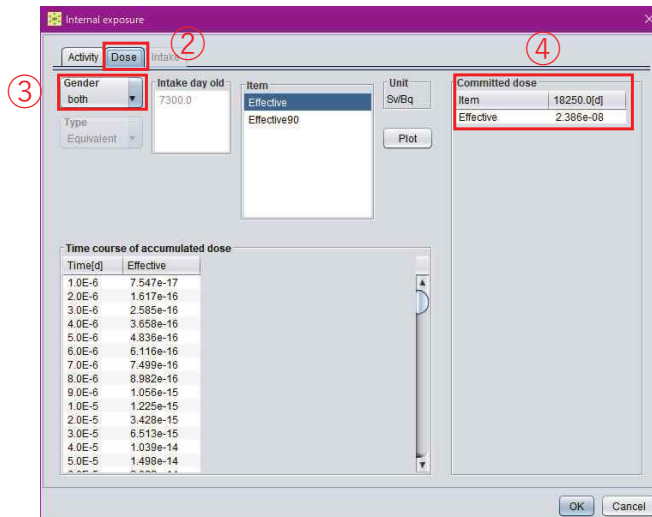 Internal exposure
②
④
Activity Dose Intake
③
Gender Intake day old Item Unit Committed dose
both 7300.0 Effective Sv/Bq Item 18250.0[d]
Effective90 Effective 2.386e-08
Type
Equivalent Plot
Time course of accumulated dose
Time[d] Effective
1.0E-6 7.547e-17
2.0E-6 1.617e-16
3.0E-6 2.585e-16
4.0E-6 3.658e-16
5.0E-6 4.836e-16
6.0E-6 6.116e-16
7.0E-6 7.499e-16
8.0E-6 8.982e-16
9.0E-6 1.056e-15
1.0E-5 1.225e-15
2.0E-5 3.428e-15
3.0E-5 6.513e-15
4.0E-5 1.039e-14
5.0E-5 1.498e-14
OK Cancel